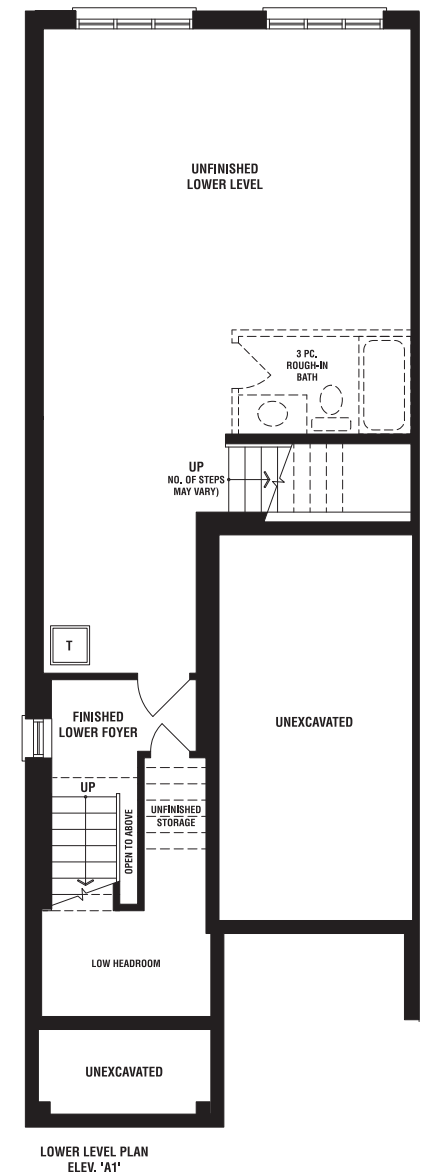 UNFINISHED
LOWER LEVEL
3 PC.
ROUGH-IN
BATH
UP
NO. OF STEPS
MAY VARY)
T
FINISHED
LOWER FOYER
UNEXCAVATED
UP
OPEN TO ABOVE
UNFINISHED
STORAGE
LOW HEADROOM
UNEXCAVATED
LOWER LEVEL PLAN
ELEV. 'A1'